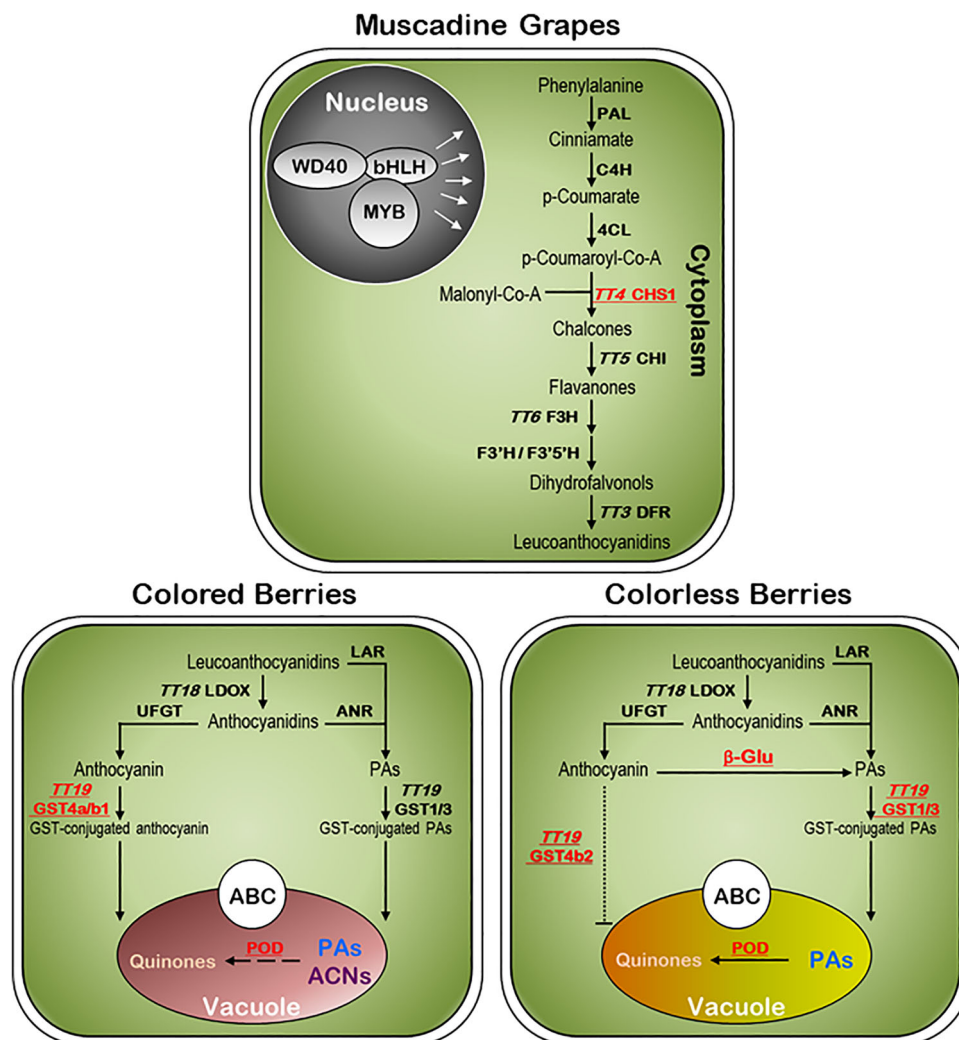 Muscadine Grapes
Nucleus
WD40
bHLH
MYB
Phenylalanine
PAL
Cinniamate
C4H
p-Coumarate
4CL
p-Coumaroyl-Co-A
Malonyl-Co-A
TT4 CHS1
Chalcones
TT5 CHI
Flavanones
TT6 F3H
F3'H / F3'5'H
Dihydrofalvonols
TT3 DFR
Leucoanthocyanidins
Cytoplasm
Colored Berries
Leucoanthocyanidins
LAR
TT18 LDOX
UFGT
Anthocyanidins
ANR
Anthocyanin
PAs
TT19
GST4a/b1
TT19
GST1/3
GST-conjugated anthocyanin
GST-conjugated PAs
ABC
Quinones
POD
PAs
ACNs
Vacuole
Colorless Berries
Leucoanthocyanidins
LAR
TT18 LDOX
UFGT
Anthocyanidins
ANR
Anthocyanin
β-Glu
PAs
TT19
GST1/3
GST-conjugated PAs
TT19
GST4b2
ABC
Quinones
POD
PAs
Vacuole